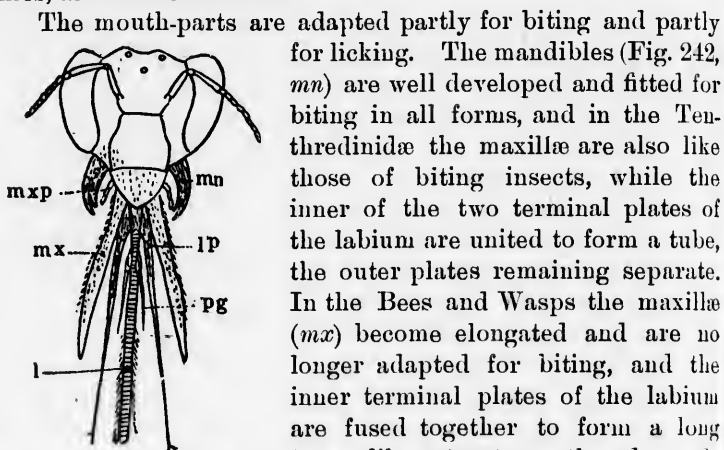 The mouth-parts are adapted partly for biting and partly
for licking. The mandibles (Fig. 242,
mn) are well developed and fitted for
biting in all forms, and in the Ten-
thredinidæ the maxillæ are also like
those of biting insects, while the
inner of the two terminal plates of
the labium are united to form a tube,
the outer plates remaining separate.
In the Bees and Wasps the maxillæ
(mx) become elongated and are no
longer adapted for biting, and the
inner terminal plates of the labium
are fused together to form a long
mxp
mn
mx
lp
pg
l